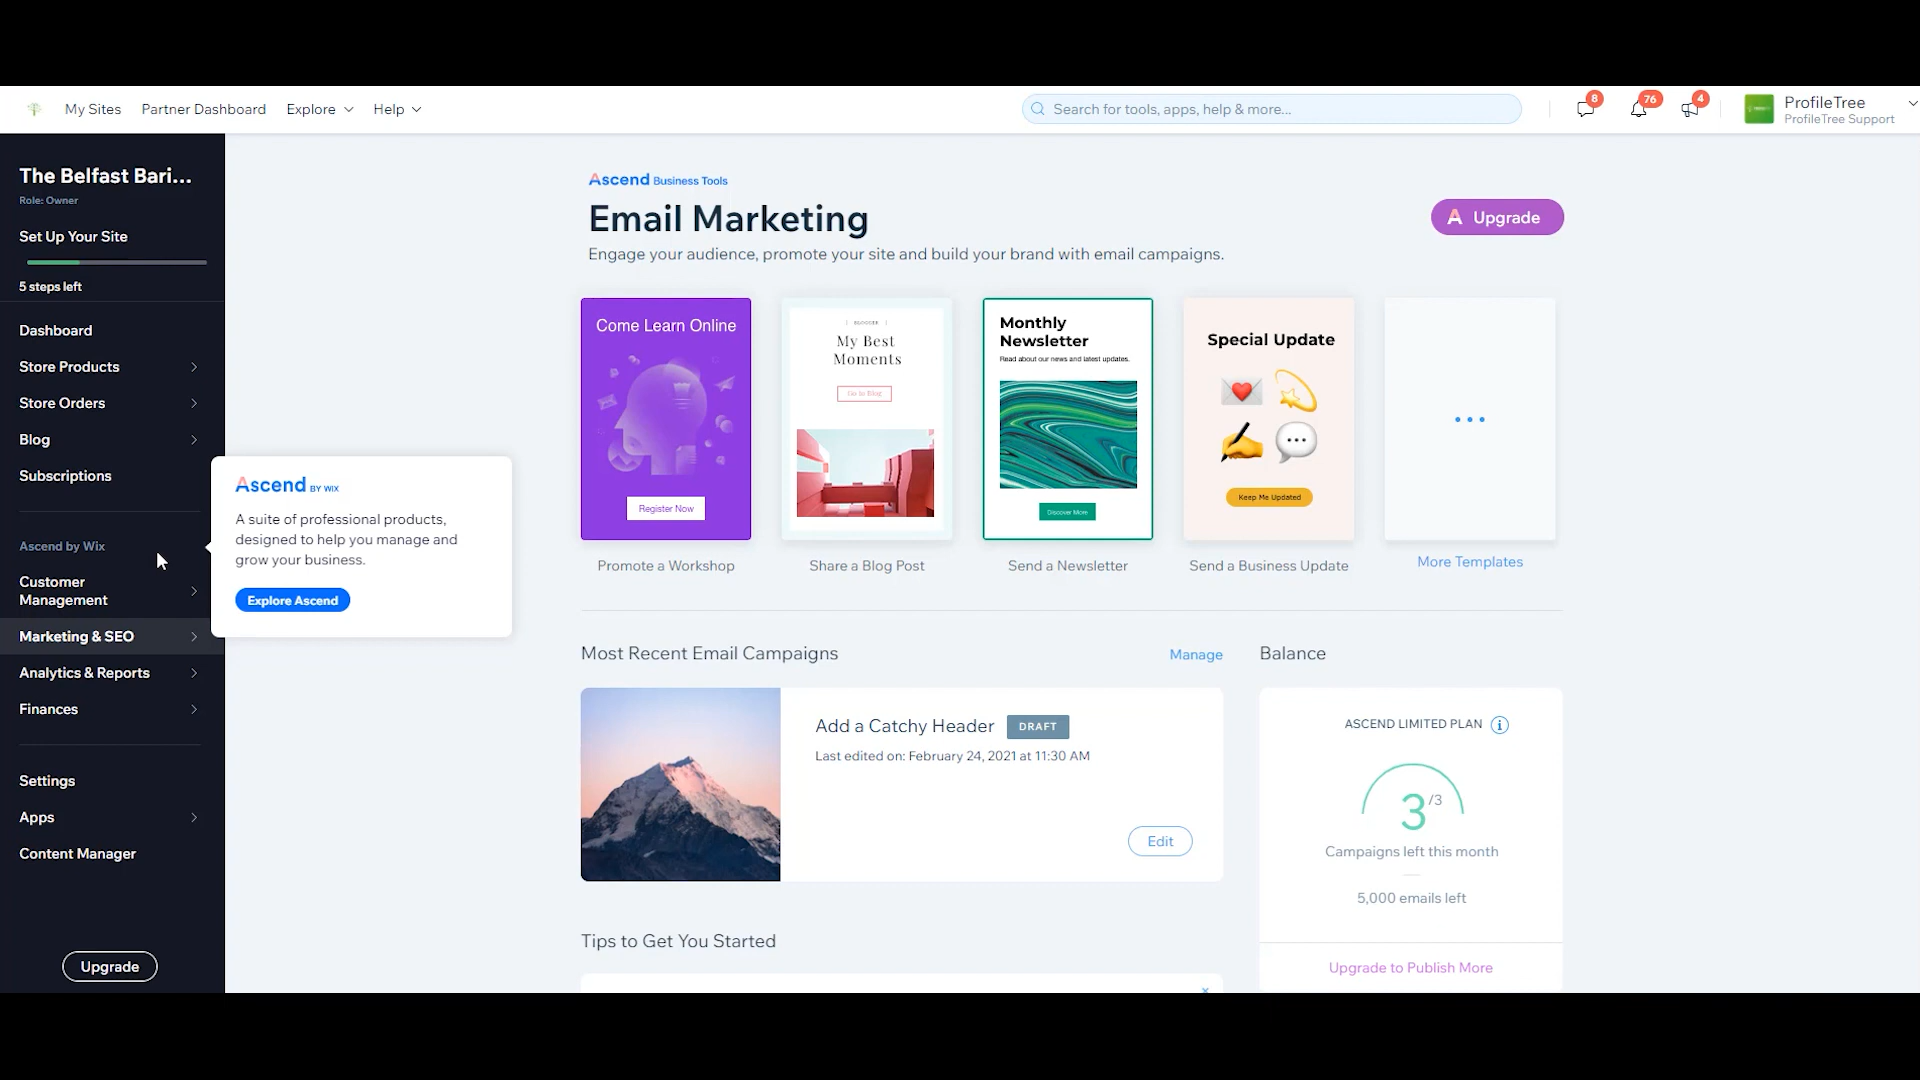 My Sites
Partner Dashboard
Explore
Help
Search for tools, apps, help & more...
8
76
4
ProfileTree
ProfileTree Support
The Belfast Bari...
Role: Owner
Set Up Your Site
5 steps left
Dashboard
Store Products
Store Orders
Blog
Subscriptions
Ascend by Wix
Customer
Management
Marketing & SEO
Analytics & Reports
Finances
Settings
Apps
Content Manager
Upgrade
Ascend BY WIX
A suite of professional products,
designed to help you manage and
grow your business.
Explore Ascend
Ascend Business Tools
Email Marketing
Engage your audience, promote your site and build your brand with email campaigns.
A Upgrade
Come Learn Online
Register Now
Promote a Workshop
BLOGGER
My Best
Moments
Go to Blog
Share a Blog Post
Monthly
Newsletter
Read about our news and latest updates.
Discover More
Send a Newsletter
Special Update
Keep Me Updated
Send a Business Update
More Templates
Most Recent Email Campaigns
Manage
Add a Catchy Header
DRAFT
Last edited on: February 24, 2021 at 11:30 AM
Edit
Balance
ASCEND LIMITED PLAN
3/3
Campaigns left this month
5,000 emails left
Upgrade to Publish More
Tips to Get You Started